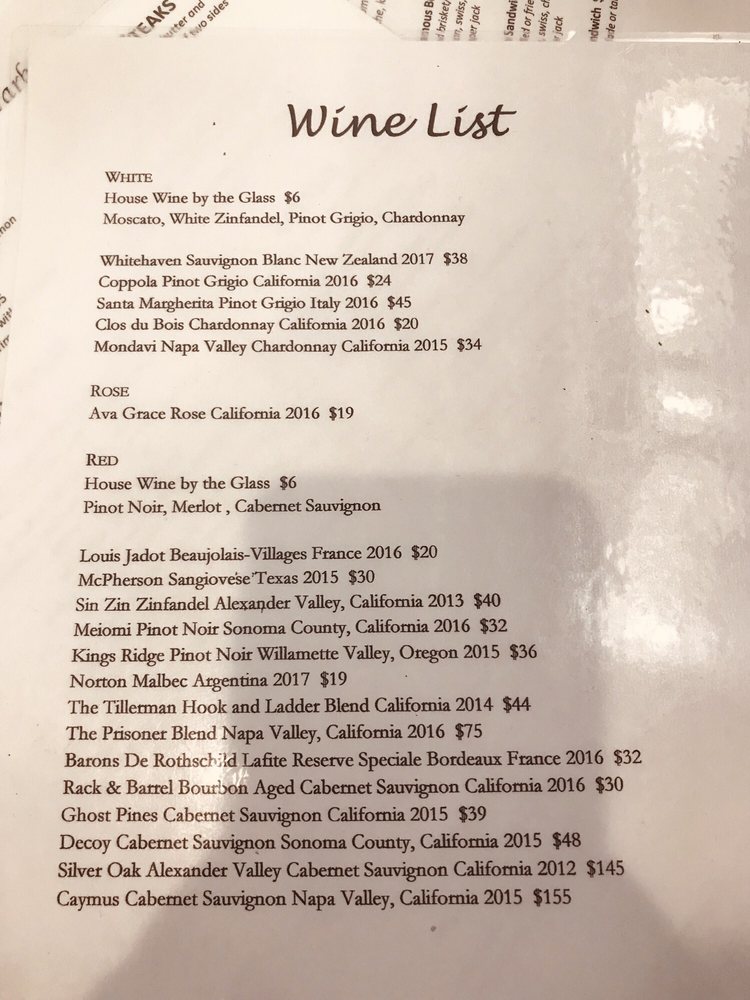 STEAKS
utter and
two sides
Wine List
WHITE
House Wine by the Glass $6
Moscato, White Zinfandel, Pinot Grigio, Chardonnay
Whitehaven Sauvignon Blanc New Zealand 2017 $38
Coppola Pinot Grigio California 2016 $24
Santa Margherita Pinot Grigio Italy 2016 $45
Clos du Bois Chardonnay California 2016 $20
Mondavi Napa Valley Chardonnay California 2015 $34
ROSE
Ava Grace Rose California 2016 $19
RED
House Wine by the Glass $6
Pinot Noir, Merlot , Cabernet Sauvignon
Louis Jadot Beaujolais-Villages France 2016 $20
McPherson Sangiovese Texas 2015 $30
Sin Zin Zinfandel Alexander Valley, California 2013 $40
Meiomi Pinot Noir Sonoma County, California 2016 $32
Kings Ridge Pinot Noir Willamette Valley, Oregon 2015 $36
Norton Malbec Argentina 2017 $19
The Tillerman Hook and Ladder Blend California 2014 $44
The Prisoner Blend Napa Valley, California 2016 $75
Barons De Rothschild Lafite Reserve Speciale Bordeaux France 2016 $32
Rack & Barrel Bourbon Aged Cabernet Sauvignon California 2016 $30
Ghost Pines Cabernet Sauvignon California 2015 $39
Decoy Cabernet Sauvignon Sonoma County, California 2015 $48
Silver Oak Alexander Valley Cabernet Sauvignon California 2012 $145
Caymus Cabernet Sauvignon Napa Valley, California 2015 $155